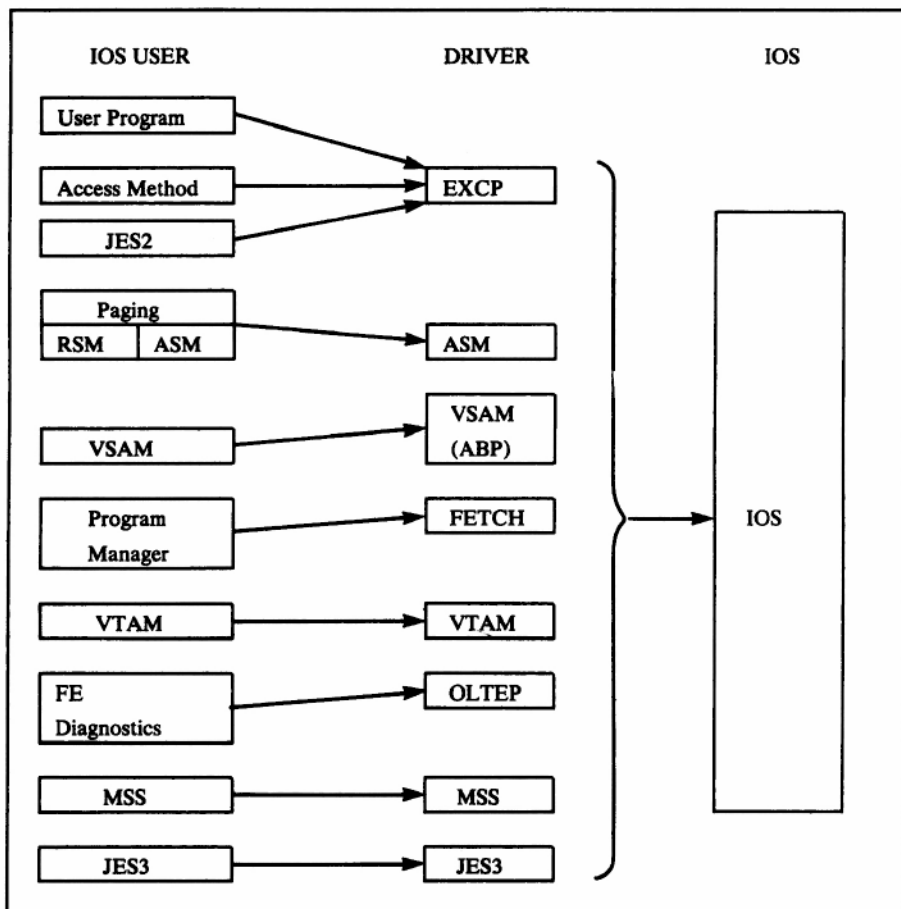 IOS USER DRIVER IOS
User Program
Access Method EXCP
JES2
Paging
RSM ASM ASM
VSAM
VSAM (ABP)
Program FETCH IOS
Manager
VTAM VTAM
FE OLTEP
Diagnostics
MSS MSS
JES3 JES3